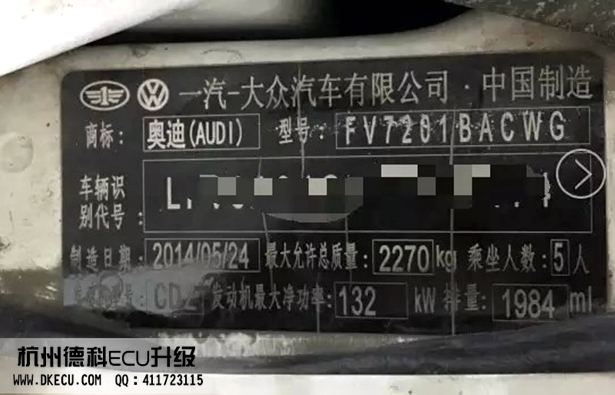 一汽-大众汽车有限公司·中国制造
商标: 奥迪(AUDI) 型号: FV7201BACWG
车辆识
别代号: L
制造日期: 2014/05/24 最大允许总质量: 2270 kg 乘坐人数: 5 人
CDZ 发动机最大净功率: 132 kW 排量: 1984 ml
杭州德科ECU升级
WWW.DKECU.COM QQ:411723115